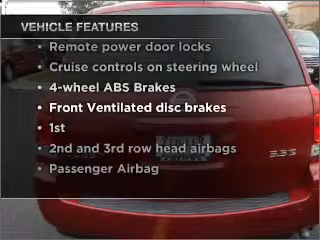 VEHICLE FEATURES
• Remote power door locks
• Cruise controls on steering wheel
• 4-wheel ABS Brakes
• Front Ventilated disc brakes
• 1st
• 2nd and 3rd row head airbags
• Passenger Airbag
3.5 S